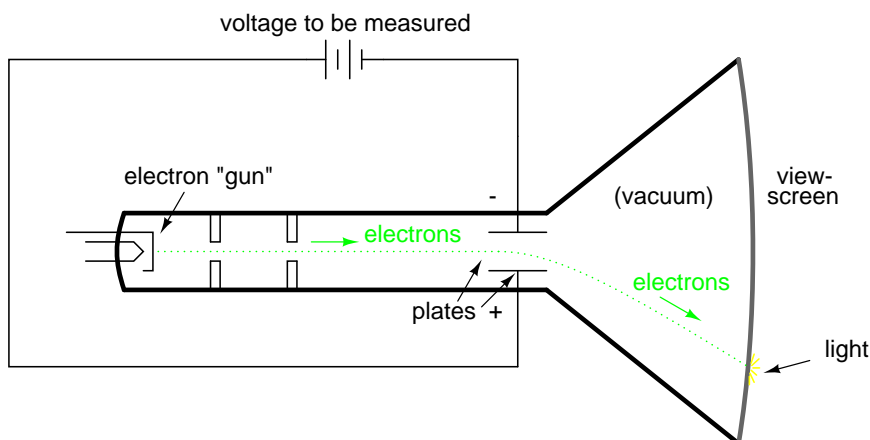 voltage to be measured
electron "gun"
-
(vacuum)
view-
screen
electrons
electrons
plates +
light